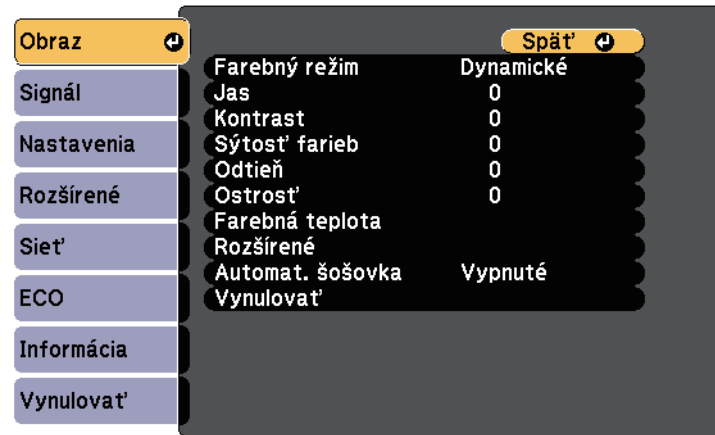 Obraz
Signál
Nastavenia
Rozšírené
Sieť
ECO
Informácia
Vynulovať
Späť
Farebný režim Dynamické
Jas 0
Kontrast 0
Sýtosť farieb 0
Odtieň 0
Ostrosť 0
Farebná teplota
Rozšírené
Automat. šošovka Vypnuté
Vynulovať